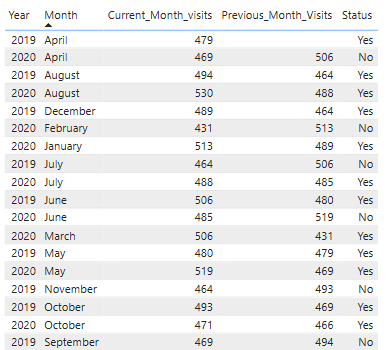 Year Month Current_Month_visits Previous_Month_Visits Status
2019 April 479 Yes
2020 April 469 506 No
2019 August 494 464 Yes
2020 August 530 488 Yes
2019 December 489 464 Yes
2020 February 431 513 No
2020 January 513 489 Yes
2019 July 464 506 No
2020 July 488 485 Yes
2019 June 506 480 Yes
2020 June 485 519 No
2020 March 506 431 Yes
2019 May 480 479 Yes
2020 May 519 469 Yes
2019 November 464 493 No
2019 October 493 469 Yes
2020 October 471 466 Yes
2019 September 469 494 No